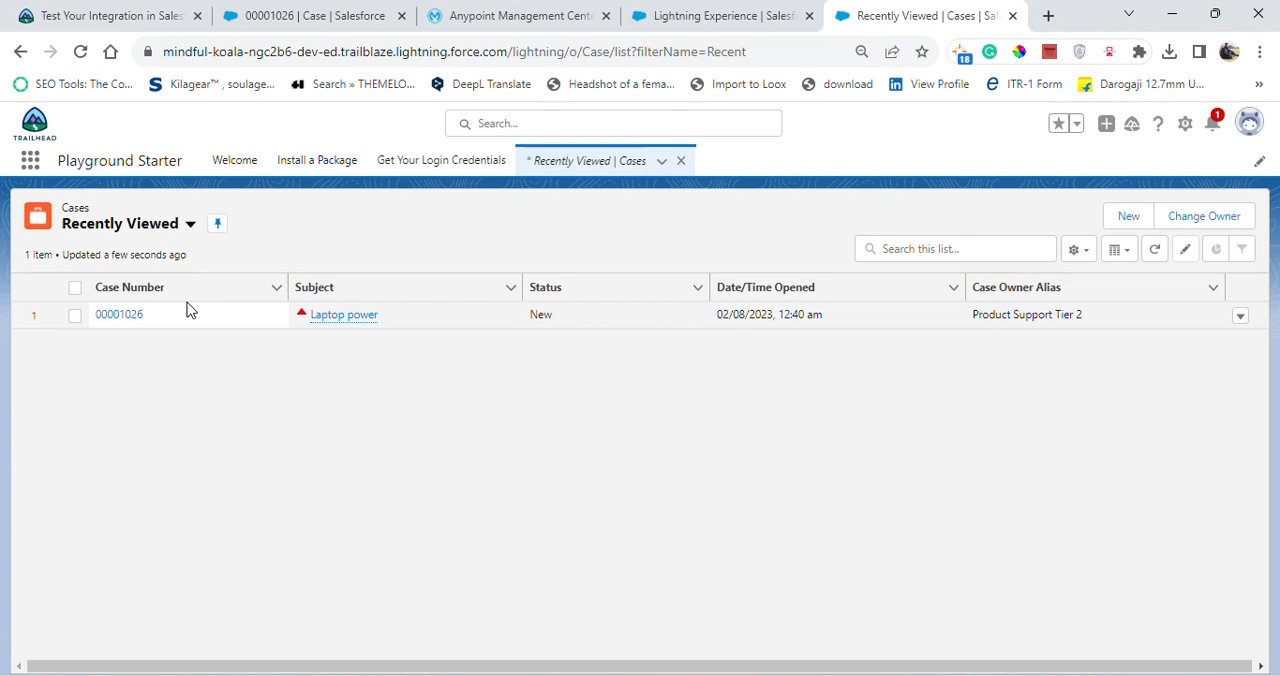 Test Your Integration in Sales
00001026 | Case | Salesforce
Anypoint Management Cente
Lightning Experience | Salesf
Recently Viewed | Cases | Sal
mindful-koala-ngc2b6-dev-ed.trailblaze.lightning.force.com/lightning/o/Case/list?filterName=Recent
18
SEO Tools: The Co...
Kilagear™, soulage...
Search » THEMELO...
DeepL Translate
Headshot of a fema...
Import to Loox
download
View Profile
ITR-1 Form
Darogaji 12.7mm U...
TRAILHEAD
Search...
1
Playground Starter
Welcome
Install a Package
Get Your Login Credentials
* Recently Viewed | Cases
Cases
Recently Viewed
New
Change Owner
1 item • Updated a few seconds ago
Search this list...
Case Number
Subject
Status
Date/Time Opened
Case Owner Alias
1
00001026
Laptop power
New
02/08/2023, 12:40 am
Product Support Tier 2